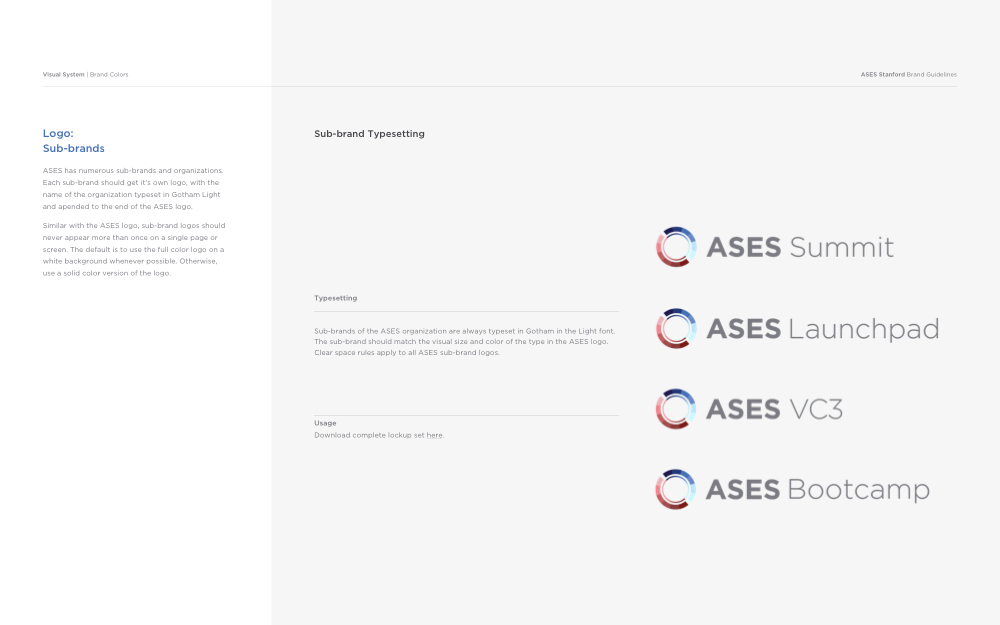 Visual System | Brand Colors
ASES Stanford Brand Guidelines
Logo:
Sub-brands
ASES has numerous sub-brands and organizations.
Each sub-brand should get it's own logo, with the
name of the organization typeset in Gotham Light
and apended to the end of the ASES logo.
Similar with the ASES logo, sub-brand logos should
never appear more than once on a single page or
screen. The default is to use the full color logo on a
white background whenever possible. Otherwise,
use a solid color version of the logo.
Sub-brand Typesetting
Typesetting
Sub-brands of the ASES organization are always typeset in Gotham in the Light font.
The sub-brand should match the visual size and color of the type in the ASES logo.
Clear space rules apply to all ASES sub-brand logos.
Usage
Download complete lockup set here.
ASES Summit
ASES Launchpad
ASES VC3
ASES Bootcamp